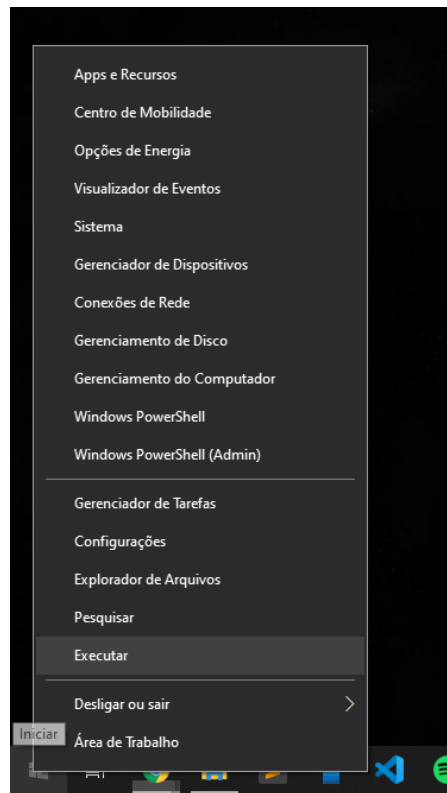 Apps e Recursos
Centro de Mobilidade
Opções de Energia
Visualizador de Eventos
Sistema
Gerenciador de Dispositivos
Conexões de Rede
Gerenciamento de Disco
Gerenciamento do Computador
Windows PowerShell
Windows PowerShell (Admin)
Gerenciador de Tarefas
Configurações
Explorador de Arquivos
Pesquisar
Executar
Desligar ou sair
Iniciar
Área de Trabalho